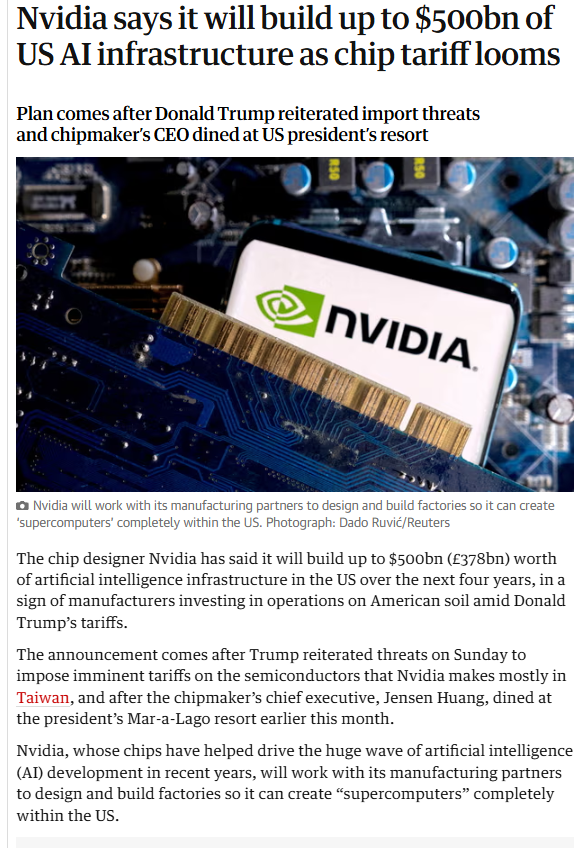 Nvidia says it will build up to $500bn of
US AI infrastructure as chip tariff looms
Plan comes after Donald Trump reiterated import threats
and chipmaker's CEO dined at US president's resort
RSO
RSO
NVIDIA.
Nvidia will work with its manufacturing partners to design and build factories so it can create
'supercomputers' completely within the US. Photograph: Dado Ruvić/Reuters
The chip designer Nvidia has said it will build up to $500bn (£378bn) worth
of artificial intelligence infrastructure in the US over the next four years, in a
sign of manufacturers investing in operations on American soil amid Donald
Trump's tariffs.
The announcement comes after Trump reiterated threats on Sunday to
impose imminent tariffs on the semiconductors that Nvidia makes mostly in
Taiwan, and after the chipmaker's chief executive, Jensen Huang, dined at
the president's Mar-a-Lago resort earlier this month.
Nvidia, whose chips have helped drive the huge wave of artificial intelligence
(AI) development in recent years, will work with its manufacturing partners
to design and build factories so it can create “supercomputers” completely
within the US.